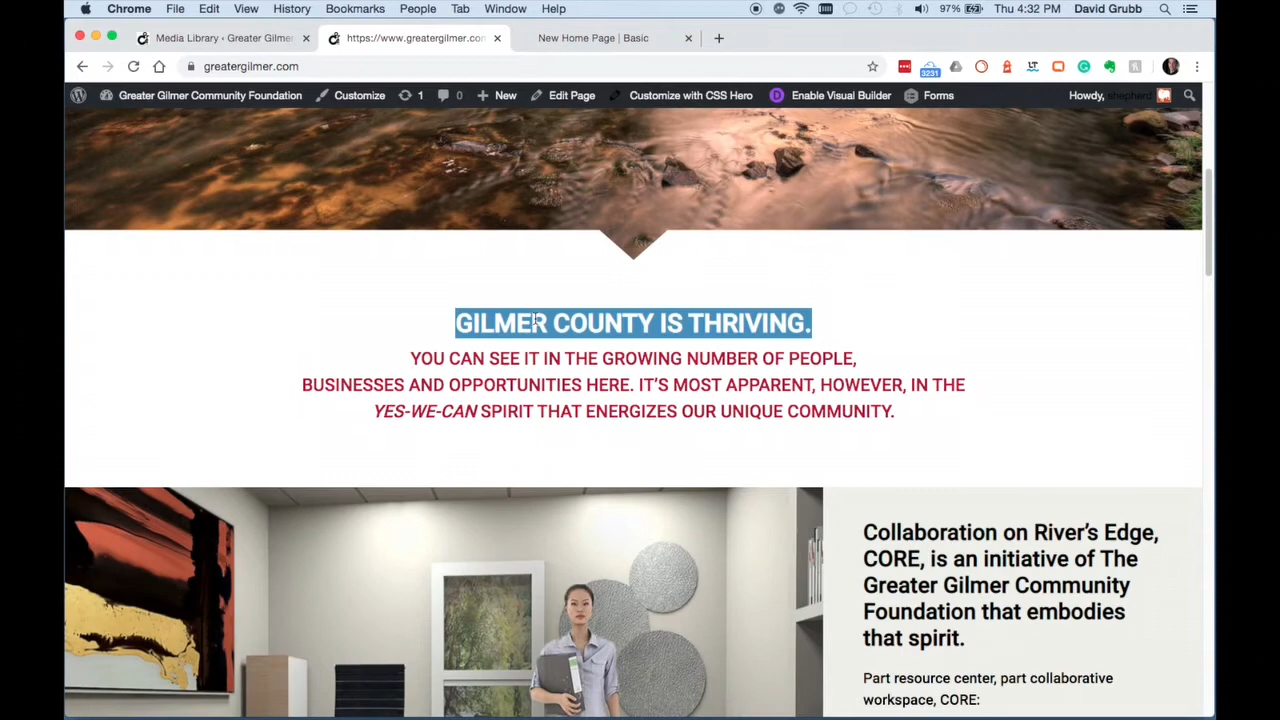 Chrome File Edit View History Bookmarks People Tab Window Help 97% Thu 4:32 PM David Grubb
Media Library ‹ Greater Gilmer
https://www.greatergilmer.con
New Home Page | Basic
greatergilmer.com
3231 LT
Greater Gilmer Community Foundation Customize 1 0 New Edit Page Customize with CSS Hero D Enable Visual Builder Forms Howdy, shepherd
GILMER COUNTY IS THRIVING.
YOU CAN SEE IT IN THE GROWING NUMBER OF PEOPLE,
BUSINESSES AND OPPORTUNITIES HERE. IT’S MOST APPARENT, HOWEVER, IN THE
YES-WE-CAN SPIRIT THAT ENERGIZES OUR UNIQUE COMMUNITY.
Collaboration on River’s Edge,
CORE, is an initiative of The
Greater Gilmer Community
Foundation that embodies
that spirit.
Part resource center, part collaborative
workspace, CORE: